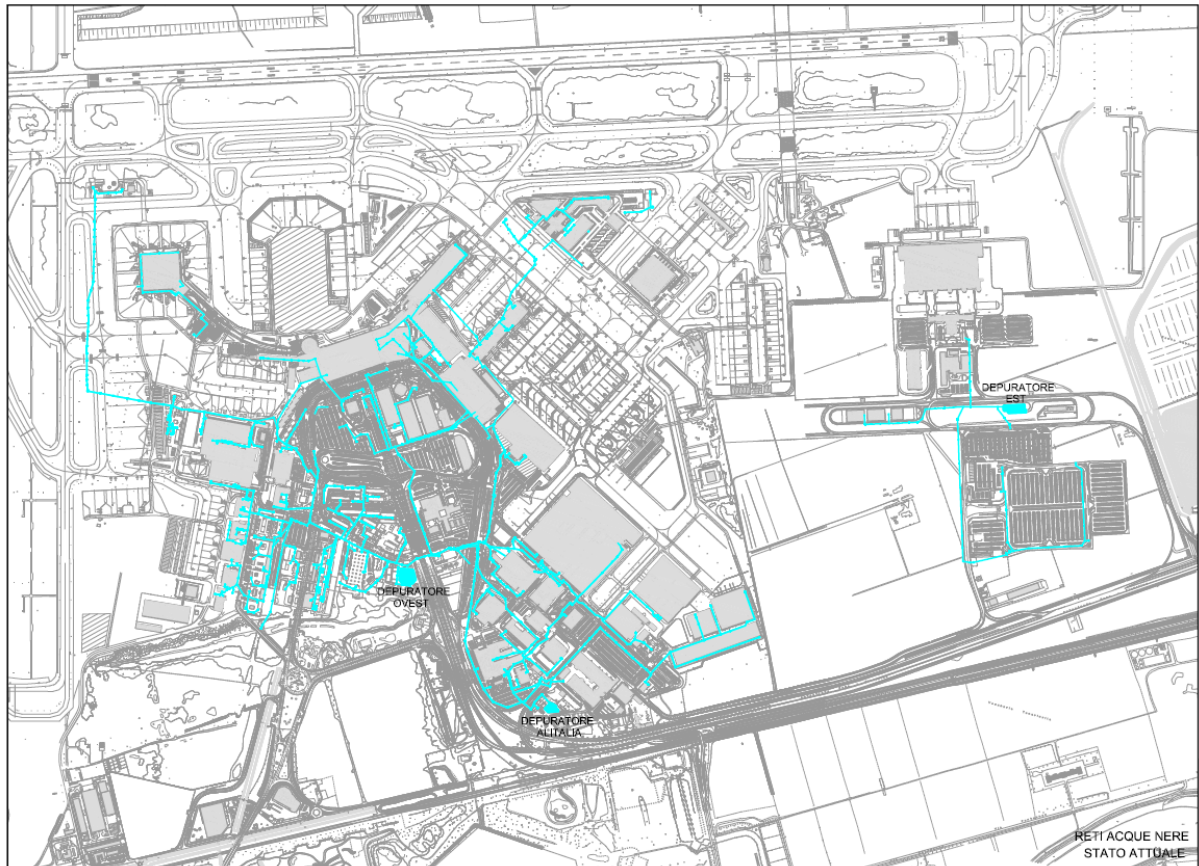 DEPURATORE
EST
DEPURATORE
OVEST
DEPURATORE
ALITALIA
RETI ACQUE NERE
STATO ATTUALE